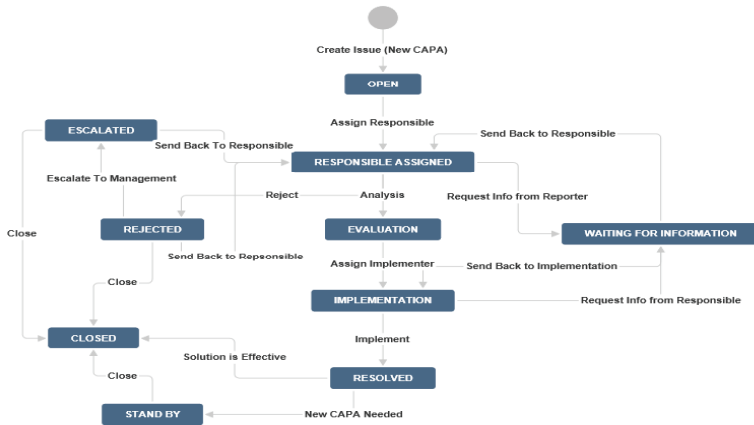 Create Issue (New CAPA)
OPEN
Assign Responsible
ESCALATED
Send Back To Responsible
Send Back to Responsible
RESPONSIBLE ASSIGNED
Escalate To Management
Reject
Analysis
Request Info from Reporter
Close
REJECTED
EVALUATION
WAITING FOR INFORMATION
Send Back to Repsonsible
Assign Implementer
Send Back to Implementation
Close
IMPLEMENTATION
Request Info from Responsible
CLOSED
Implement
Solution is Effective
Close
RESOLVED
STAND BY
New CAPA Needed